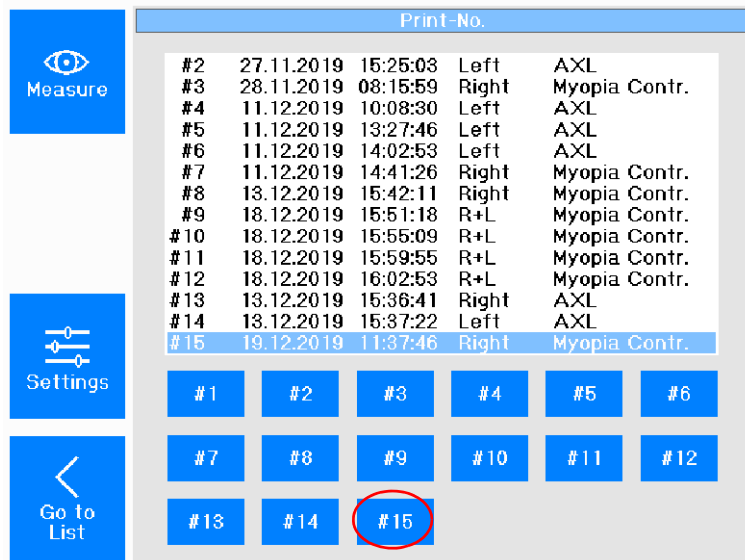 Print-No.
Measure
#2 27.11.2019 15:25:03 Left AXL
#3 28.11.2019 08:15:59 Right Myopia Contr.
#4 11.12.2019 10:08:30 Left AXL
#5 11.12.2019 13:27:46 Left AXL
#6 11.12.2019 14:02:53 Left AXL
#7 11.12.2019 14:41:26 Right Myopia Contr.
#8 13.12.2019 15:42:11 Right Myopia Contr.
#9 18.12.2019 15:51:18 R+L Myopia Contr.
#10 18.12.2019 15:55:09 R+L Myopia Contr.
#11 18.12.2019 15:59:55 R+L Myopia Contr.
#12 18.12.2019 16:02:53 R+L Myopia Contr.
#13 13.12.2019 15:36:41 Right AXL
#14 13.12.2019 15:37:22 Left AXL
#15 19.12.2019 11:37:46 Right Myopia Contr.
Settings
#1 #2 #3 #4 #5 #6
#7 #8 #9 #10 #11 #12
#13 #14 #15
Go to
List